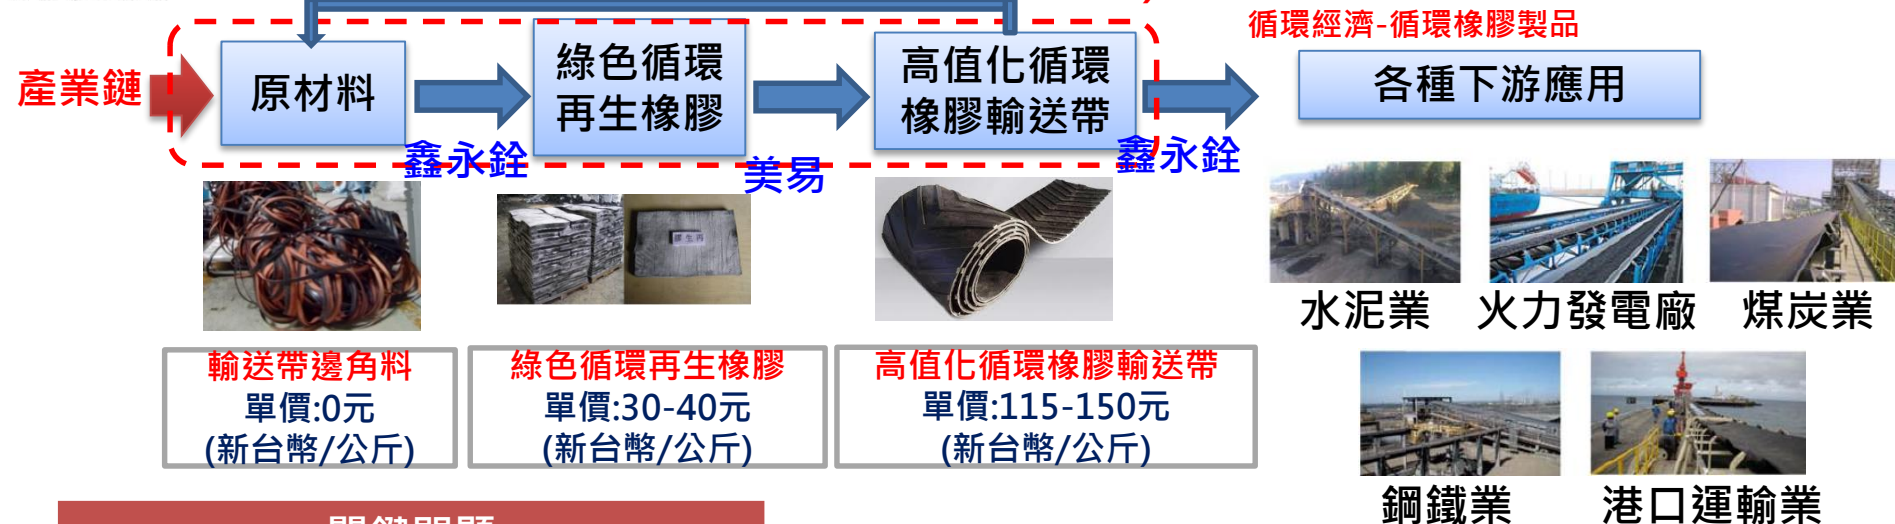 循環經濟-循環橡膠製品
產業鏈
原材料
綠色循環
再生橡膠
高值化循環
橡膠輸送帶
各種下游應用
鑫永銓
美易
鑫永銓
再生膠
水泥業
火力發電廠
煤炭業
輸送帶邊角料
單價:0元
(新台幣/公斤)
綠色循環再生橡膠
單價:30-40元
(新台幣/公斤)
高值化循環橡膠輸送帶
單價:115-150元
(新台幣/公斤)
鋼鐵業
港口運輸業